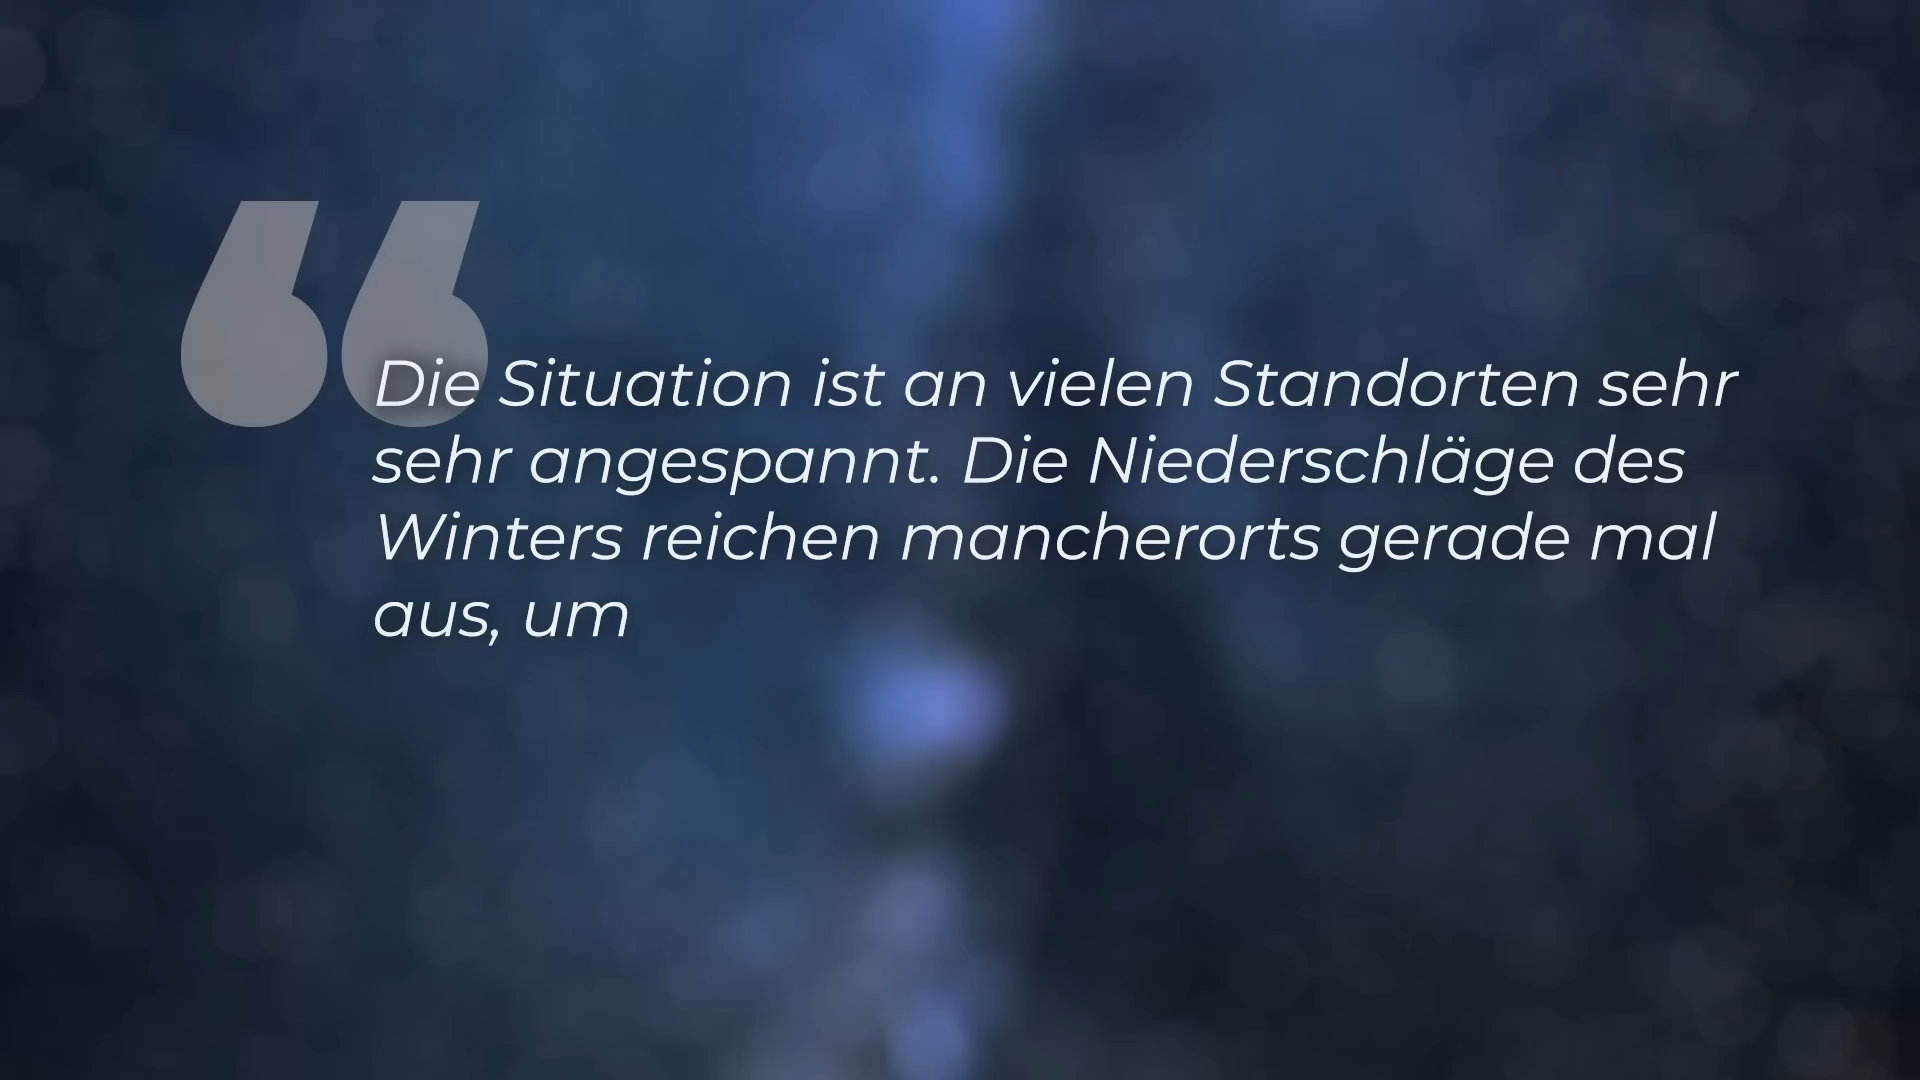 “
Die Situation ist an vielen Standorten sehr
sehr angespannt. Die Niederschläge des
Winters reichen mancherorts gerade mal
aus, um